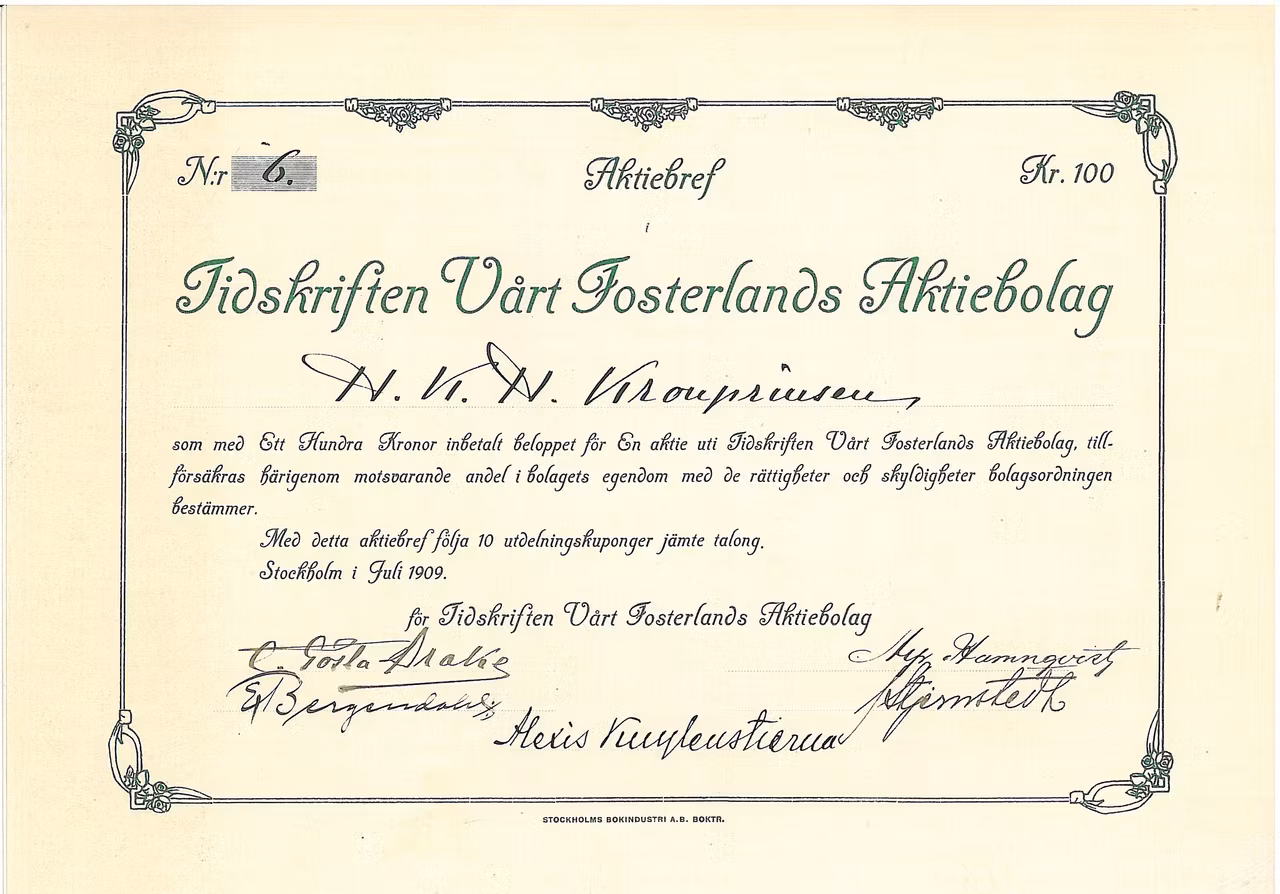 N:r 6. Aktiebref Kr. 100
i
Tidskriften Vårt Fosterlands Aktiebolag
H. K. H. Kronprinsen
som med Ett Hundra Kronor inbetalt beloppet för En aktie uti Tidskriften Vårt Fosterlands Aktiebolag, till-
försäkras härigenom motsvarande andel i bolagets egendom med de rättigheter och skyldigheter bolagsordningen
bestämmer.
Med detta aktiebref följa 10 utdelningskuponger jämte talong.
Stockholm i Juli 1909.
för Tidskriften Vårt Fosterlands Aktiebolag
C. Gösta Drake Hamnqvist
E Bergendahl Stjernstedt
Alexis Kuylenstierna
STOCKHOLMS BOKINDUSTRI A.B. BOKTR.